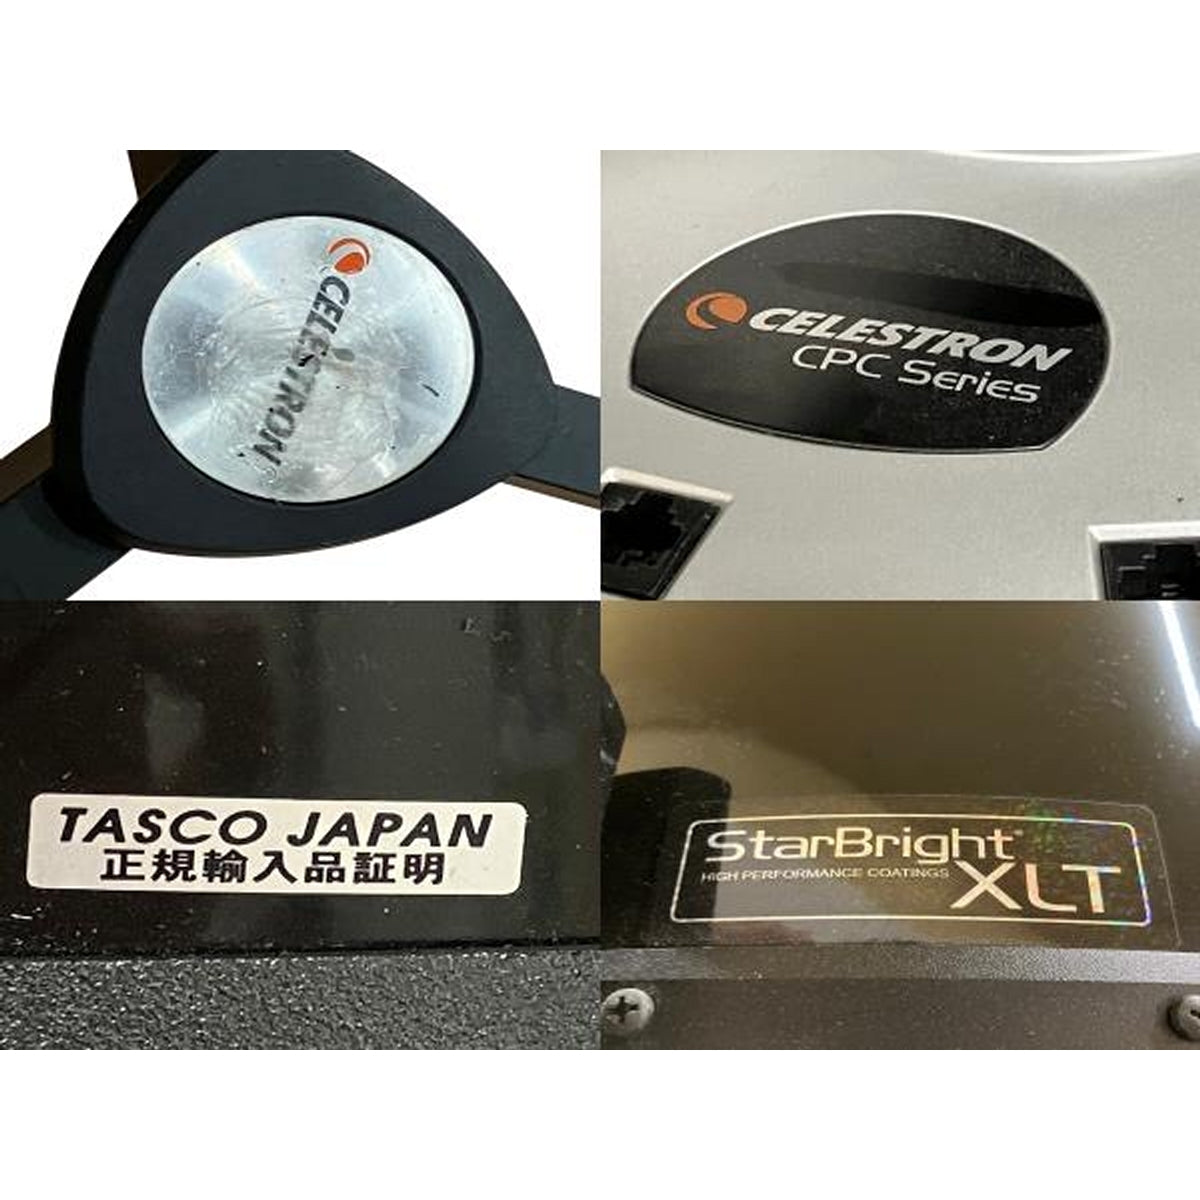 CELESTRON
CELESTRON
CPC Series
TASCO JAPAN
正規輸入品証明
StarBright®
HIGH PERFORMANCE COATINGS
XLT